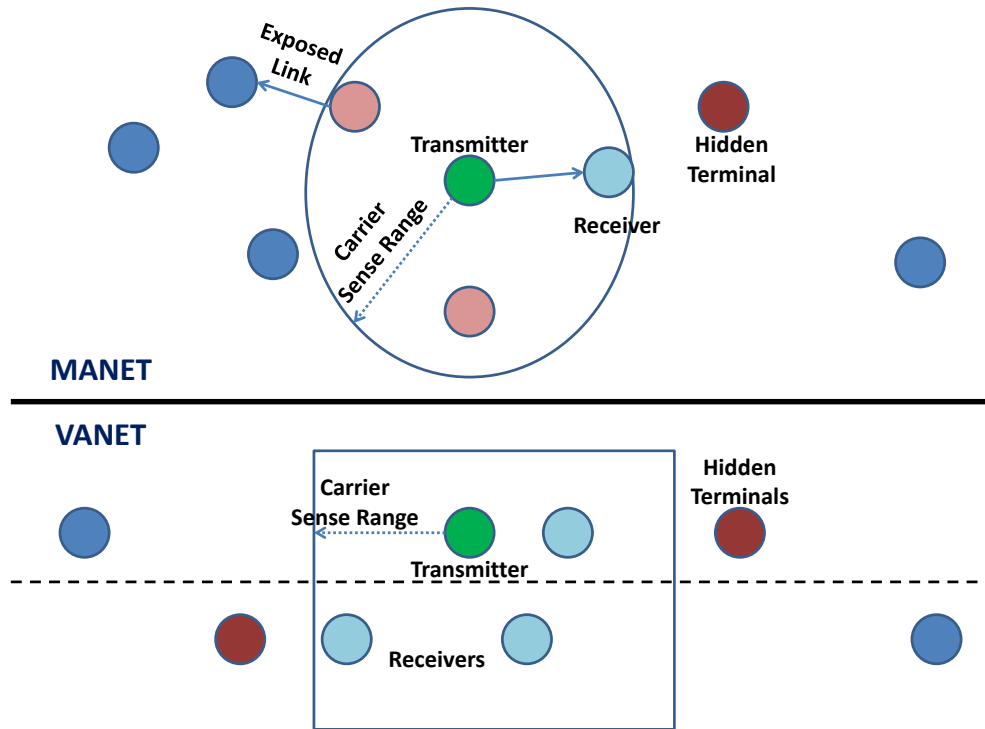 Exposed
Link
Transmitter
Hidden
Terminal
Receiver
Carrier
Sense Range
MANET
VANET
Hidden
Terminals
Carrier
Sense Range
Transmitter
Receivers